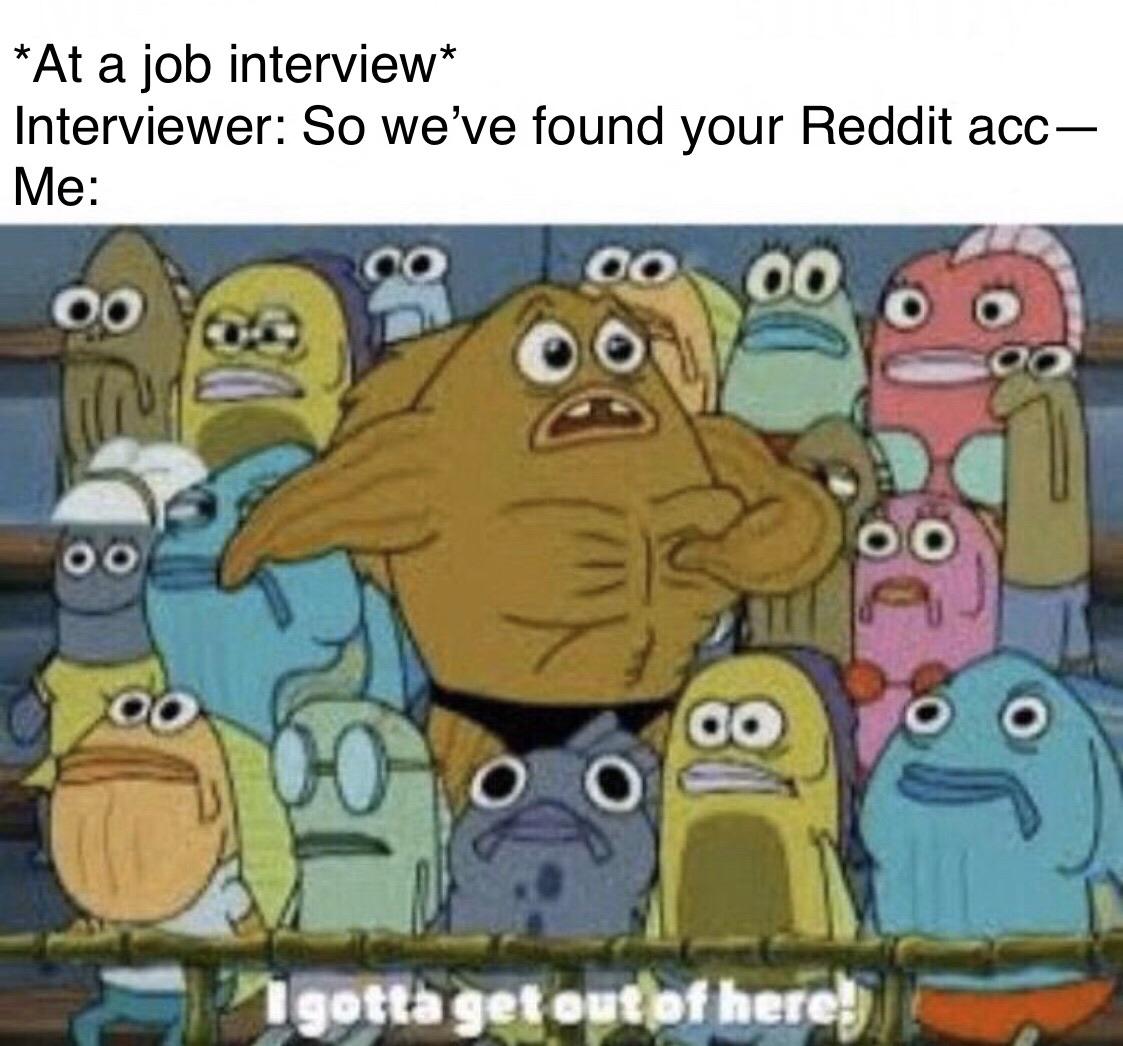 *At a job interview*
Interviewer: So we’ve found your Reddit acc—
Me:
I gotta get out of here!